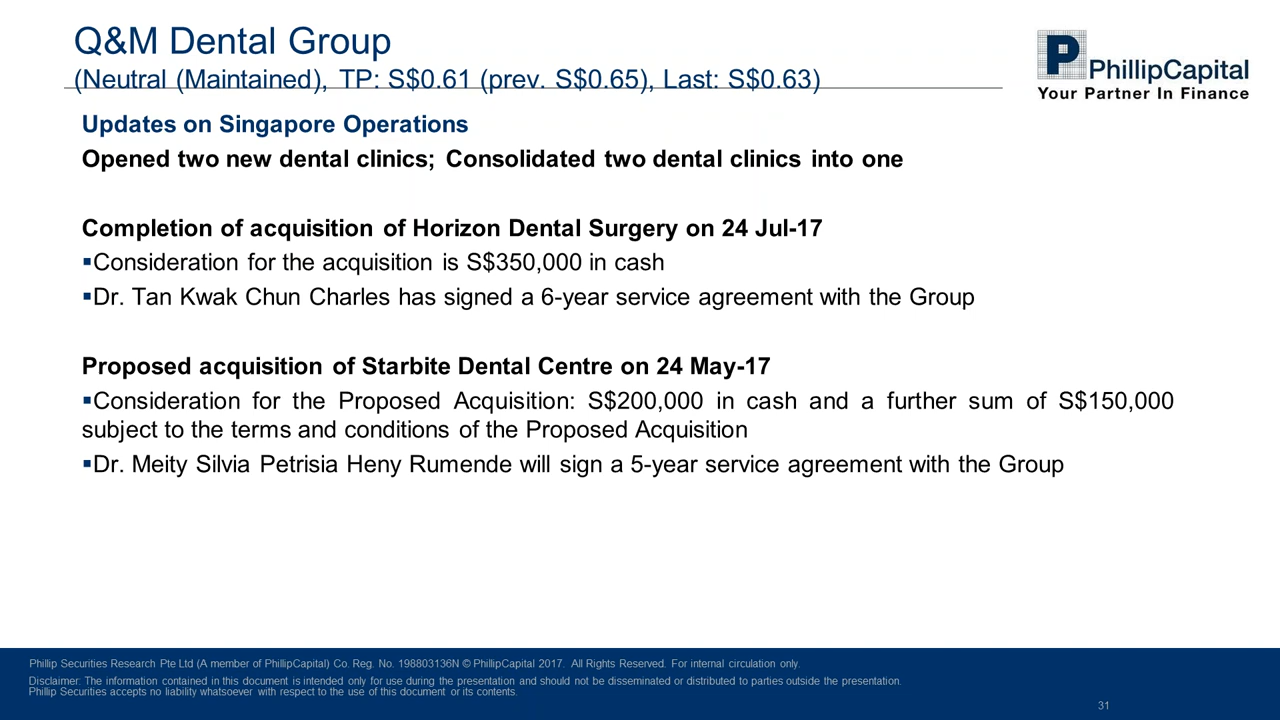 Q&M Dental Group
(Neutral (Maintained), TP: S$0.61 (prev. S$0.65), Last: S$0.63)
P
PhillipCapital
Your Partner In Finance
Updates on Singapore Operations
Opened two new dental clinics; Consolidated two dental clinics into one
Completion of acquisition of Horizon Dental Surgery on 24 Jul-17
▪Consideration for the acquisition is S$350,000 in cash
▪Dr. Tan Kwak Chun Charles has signed a 6-year service agreement with the Group
Proposed acquisition of Starbite Dental Centre on 24 May-17
▪Consideration for the Proposed Acquisition: S$200,000 in cash and a further sum of S$150,000
subject to the terms and conditions of the Proposed Acquisition
▪Dr. Meity Silvia Petrisia Heny Rumende will sign a 5-year service agreement with the Group
Phillip Securities Research Pte Ltd (A member of PhillipCapital) Co. Reg. No. 198803136N © PhillipCapital 2017. All Rights Reserved. For internal circulation only.
Disclaimer: The information contained in this document is intended only for use during the presentation and should not be disseminated or distributed to parties outside the presentation.
Phillip Securities accepts no liability whatsoever with respect to the use of this document or its contents.
31